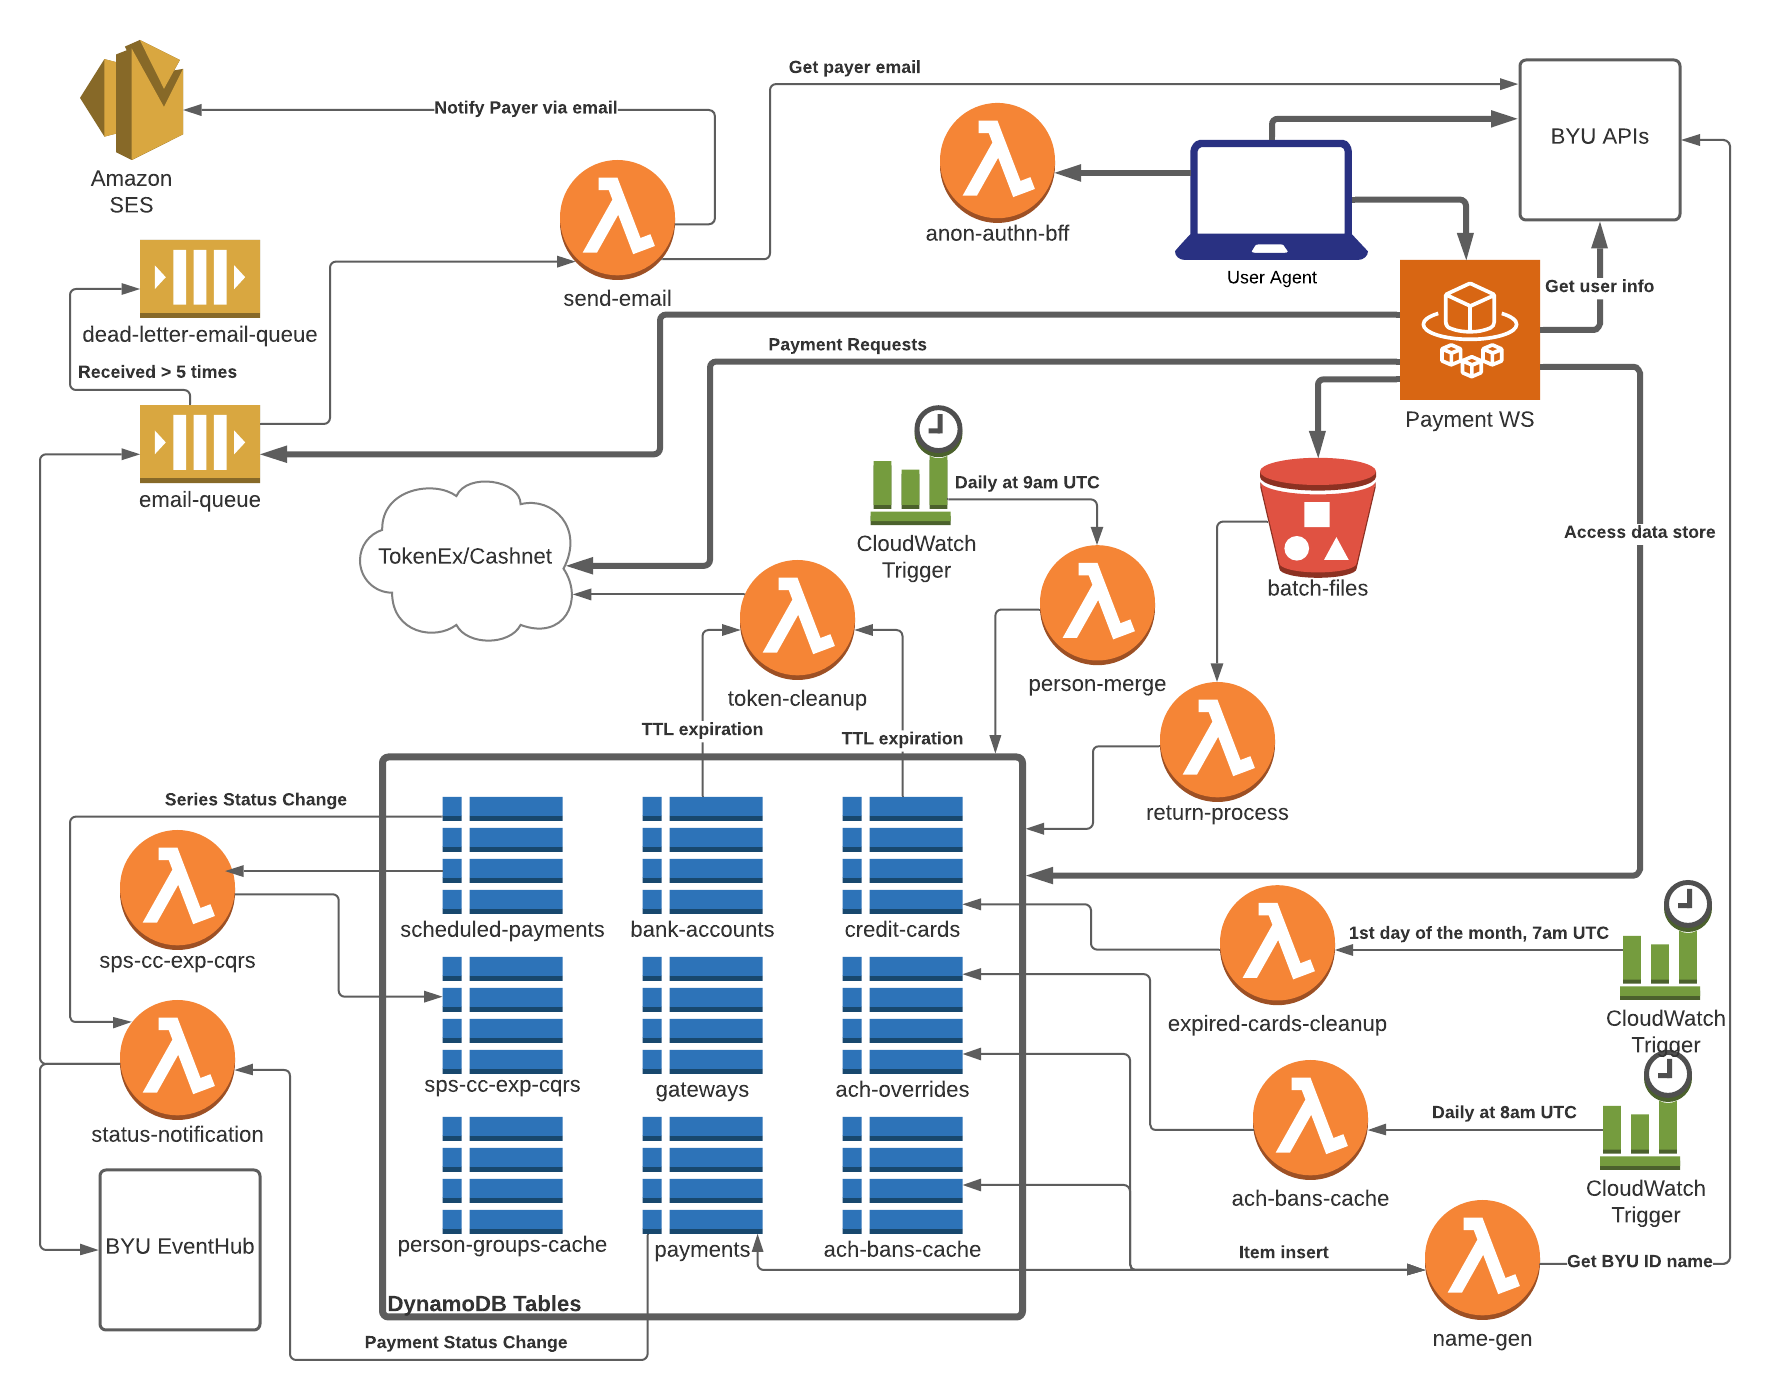 Get payer email
Notify Payer via email
BYU APIs
Amazon
SES
anon-authn-bff
User Agent
send-email
Get user info
dead-letter-email-queue
Payment Requests
Received > 5 times
Payment WS
Daily at 9am UTC
email-queue
Access data store
CloudWatch
Trigger
TokenEx/Cashnet
batch-files
person-merge
token-cleanup
TTL expiration
TTL expiration
Series Status Change
return-process
scheduled-payments
bank-accounts
credit-cards
1st day of the month, 7am UTC
sps-cc-exp-cqrs
CloudWatch
Trigger
expired-cards-cleanup
sps-cc-exp-cqrs
gateways
ach-overrides
Daily at 8am UTC
status-notification
ach-bans-cache
CloudWatch
Trigger
BYU EventHub
person-groups-cache
payments
ach-bans-cache
Item insert
Get BYU ID name
DynamoDB Tables
name-gen
Payment Status Change